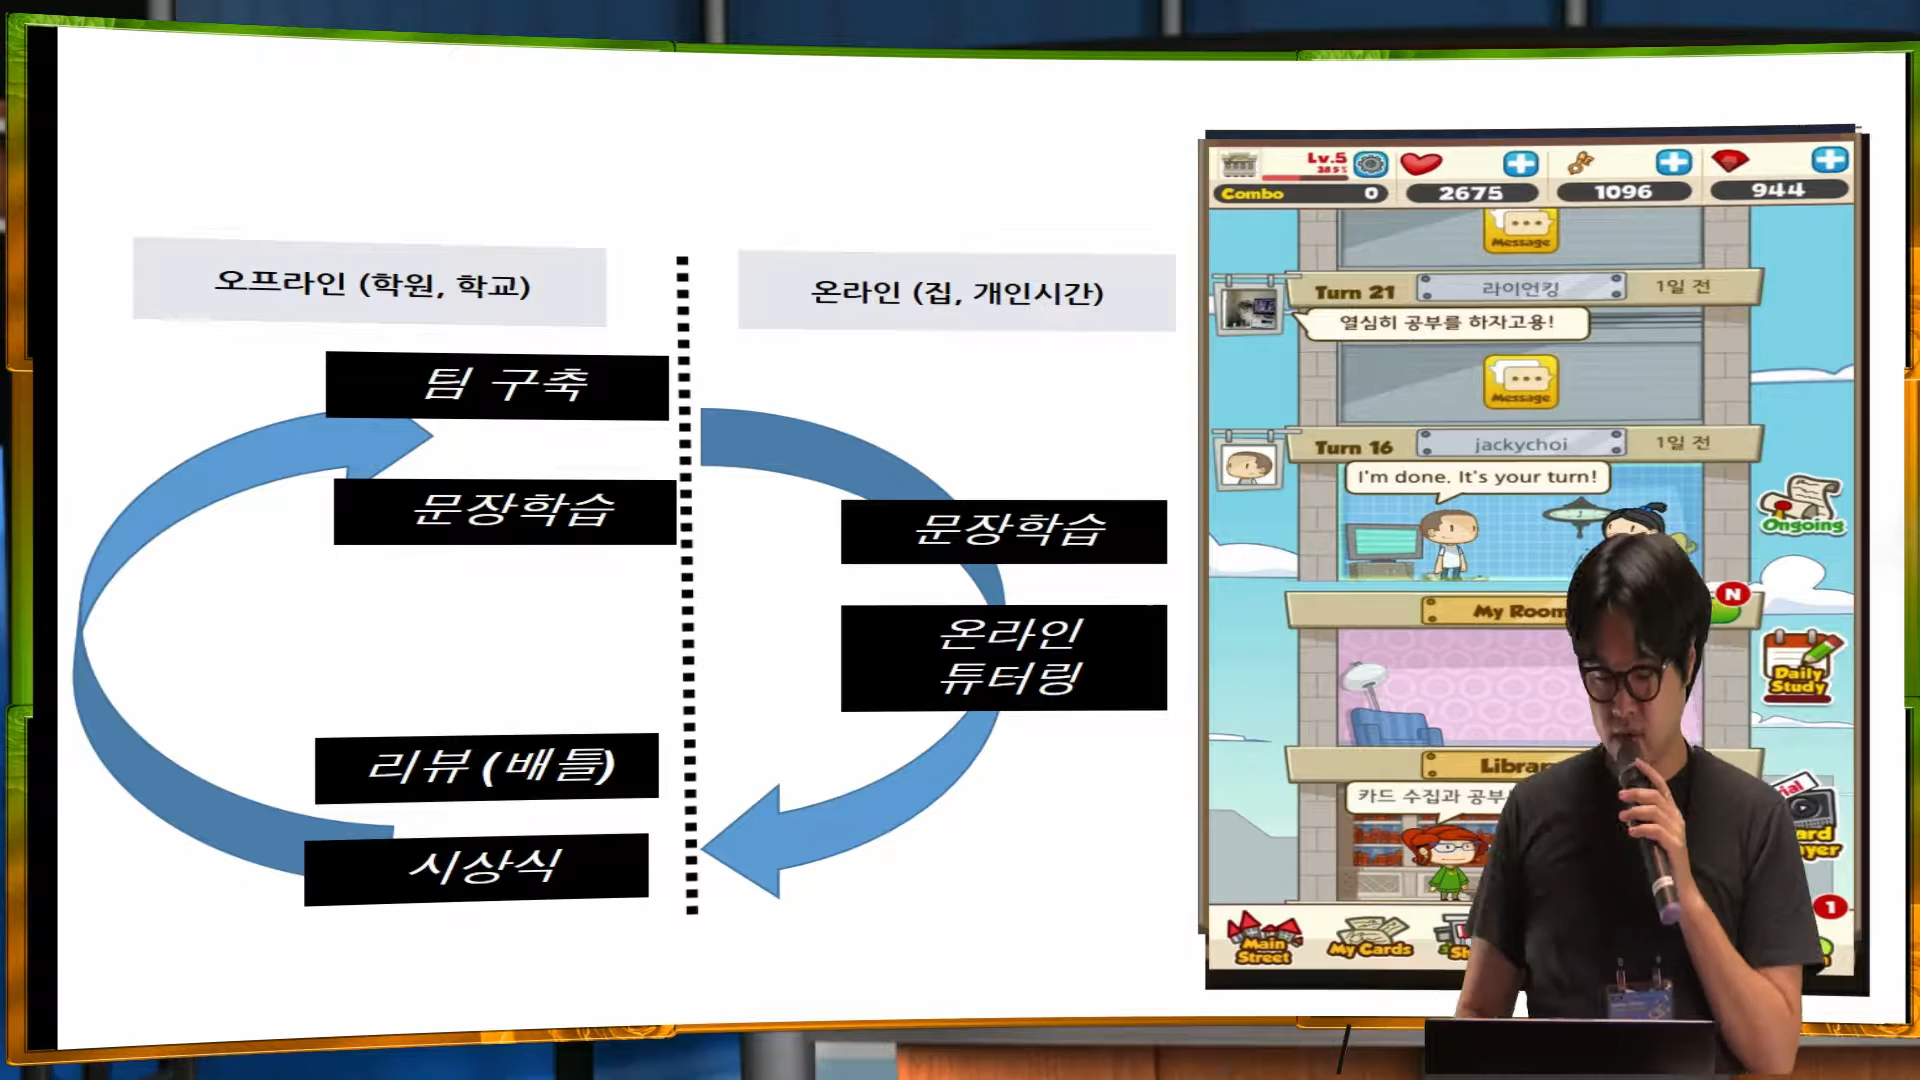 오프라인 (학원, 학교)
온라인 (집, 개인시간)
팀 구축
문장학습
문장학습
온라인
튜터링
리뷰 (배틀)
시상식
Lv.5
38.5%
Combo 0
2675
1096
944
Message
Turn 21
라이언킹
1일 전
열심히 공부를 하자고용!
Message
Turn 16
jackychoi
1일 전
I'm done. It's your turn!
Ongoing
My Room
N
Daily
Study
카드 수집과
1
Main
Street
My Cards